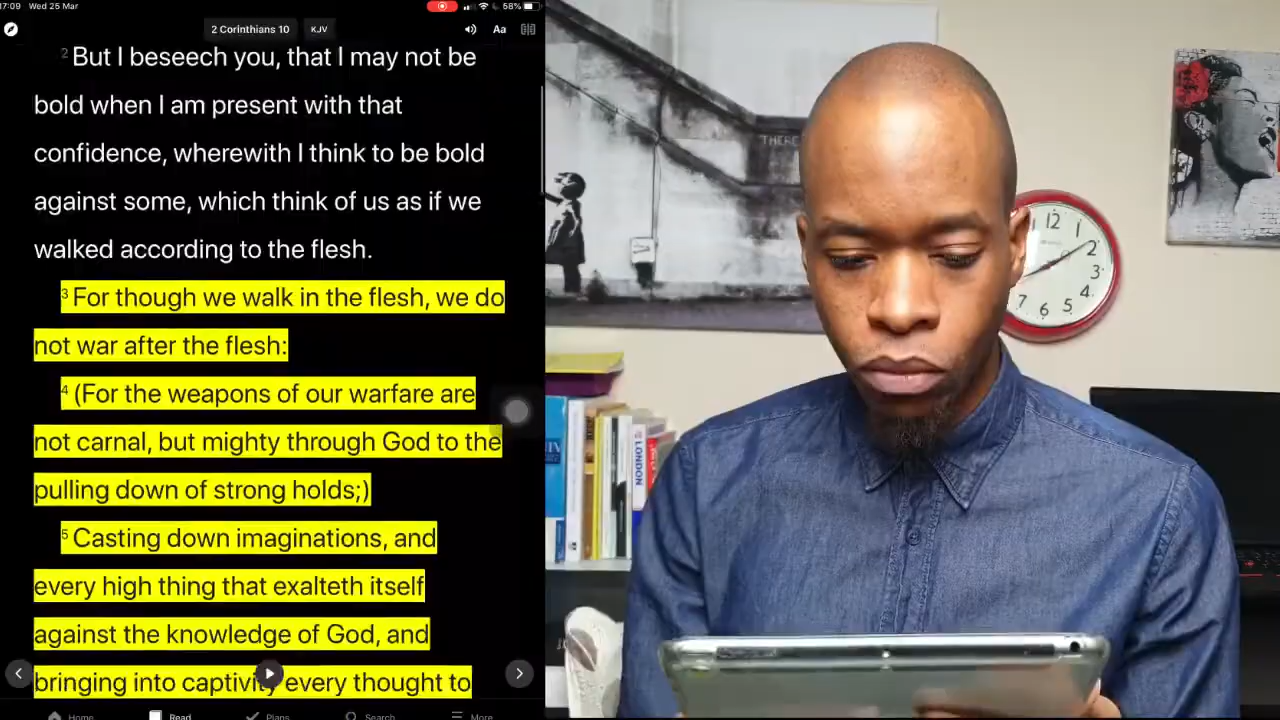 17:09 Wed 25 Mar
58%
2 Corinthians 10 KJV
Aa
2 But I beseech you, that I may not be
bold when I am present with that
confidence, wherewith I think to be bold
against some, which think of us as if we
walked according to the flesh.
3 For though we walk in the flesh, we do
not war after the flesh:
4 (For the weapons of our warfare are
not carnal, but mighty through God to the
pulling down of strong holds;)
5 Casting down imaginations, and
every high thing that exalteth itself
against the knowledge of God, and
bringing into captivity every thought to
Home Read Plans Search More
THERE
12
1
2
3
4
5
6
7
LONDON